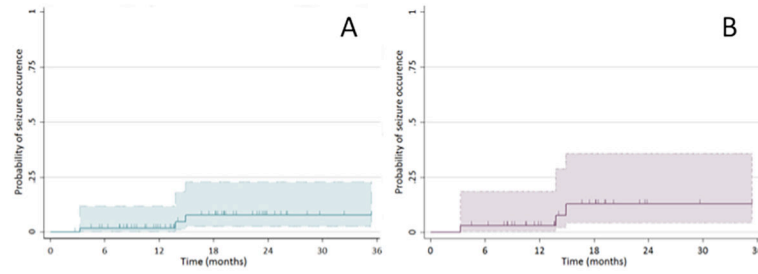 A
Probability of seizure occurence
1
.75
.5
.25
0
0 6 12 18 24 30 36
Time (months)
B
Probability of seizure occurence
1
.75
.5
.25
0
0 6 12 18 24 30 36
Time (months)